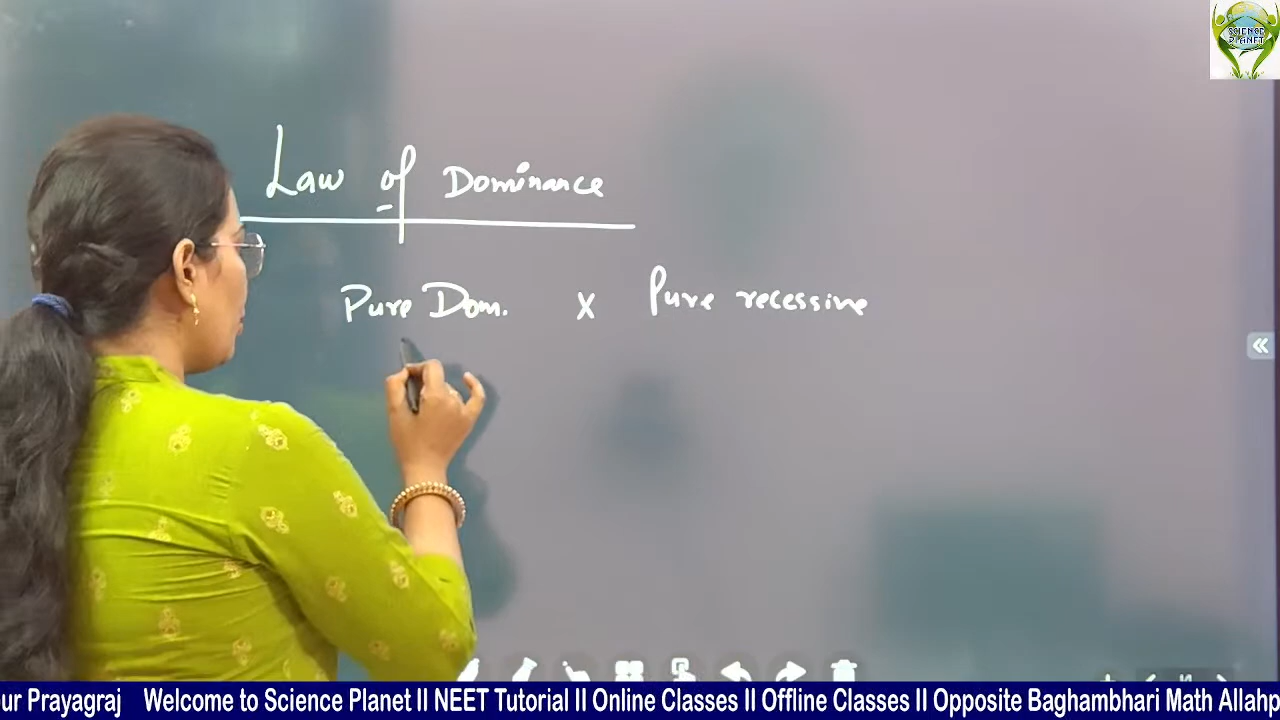 SCIENCE
PLANET
Law of Dominance
Pure Dom. x Pure recessive
ur Prayagraj Welcome to Science Planet II NEET Tutorial II Online Classes II Offline Classes II Opposite Baghambhari Math Allahp